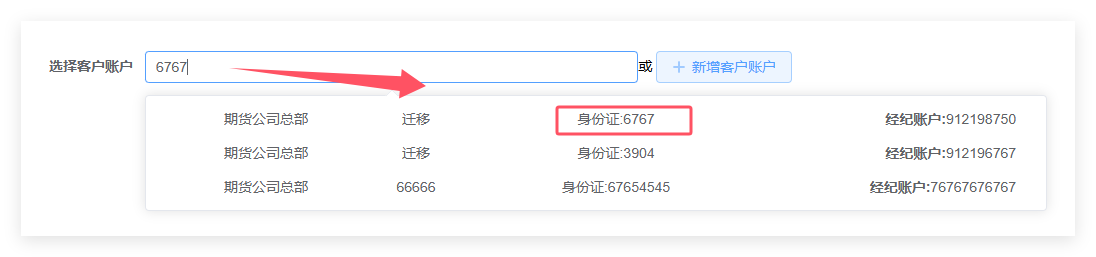 选择客户账户 6767 或 + 新增客户账户
期货公司总部 迁移 身份证:6767 经纪账户:912198750
期货公司总部 迁移 身份证:3904 经纪账户:912196767
期货公司总部 66666 身份证:67654545 经纪账户:76767676767